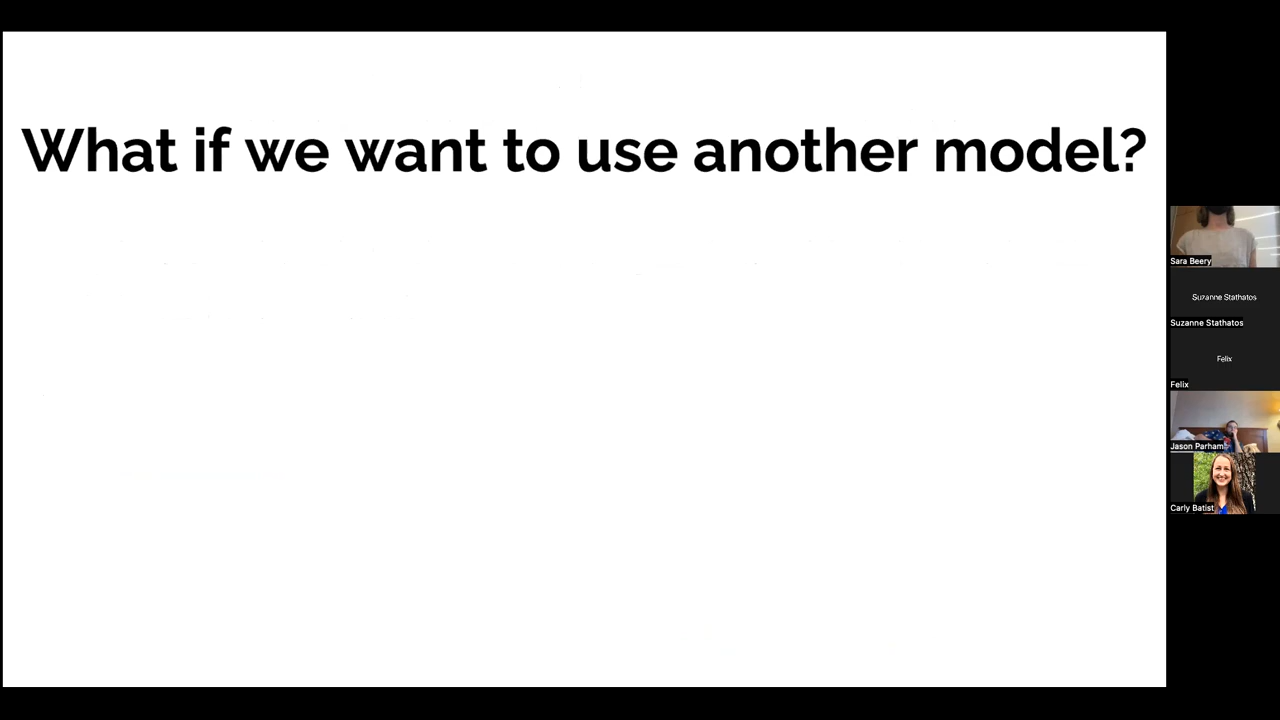 What if we want to use another model?
Sara Beery
Suzanne Stathatos
Suzanne Stathatos
Felix
Felix
Jason Parham
Carly Batist